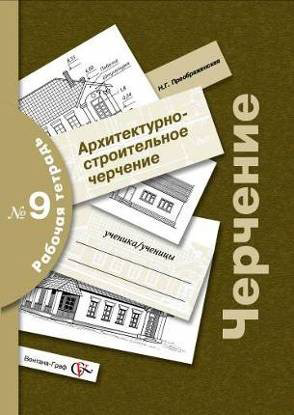 Н.Г. Преображенская
Архитектурно-
строительное
черчение
Рабочая тетрадь
№ 9
ученика/ученицы
Черчение
Вентана-Граф